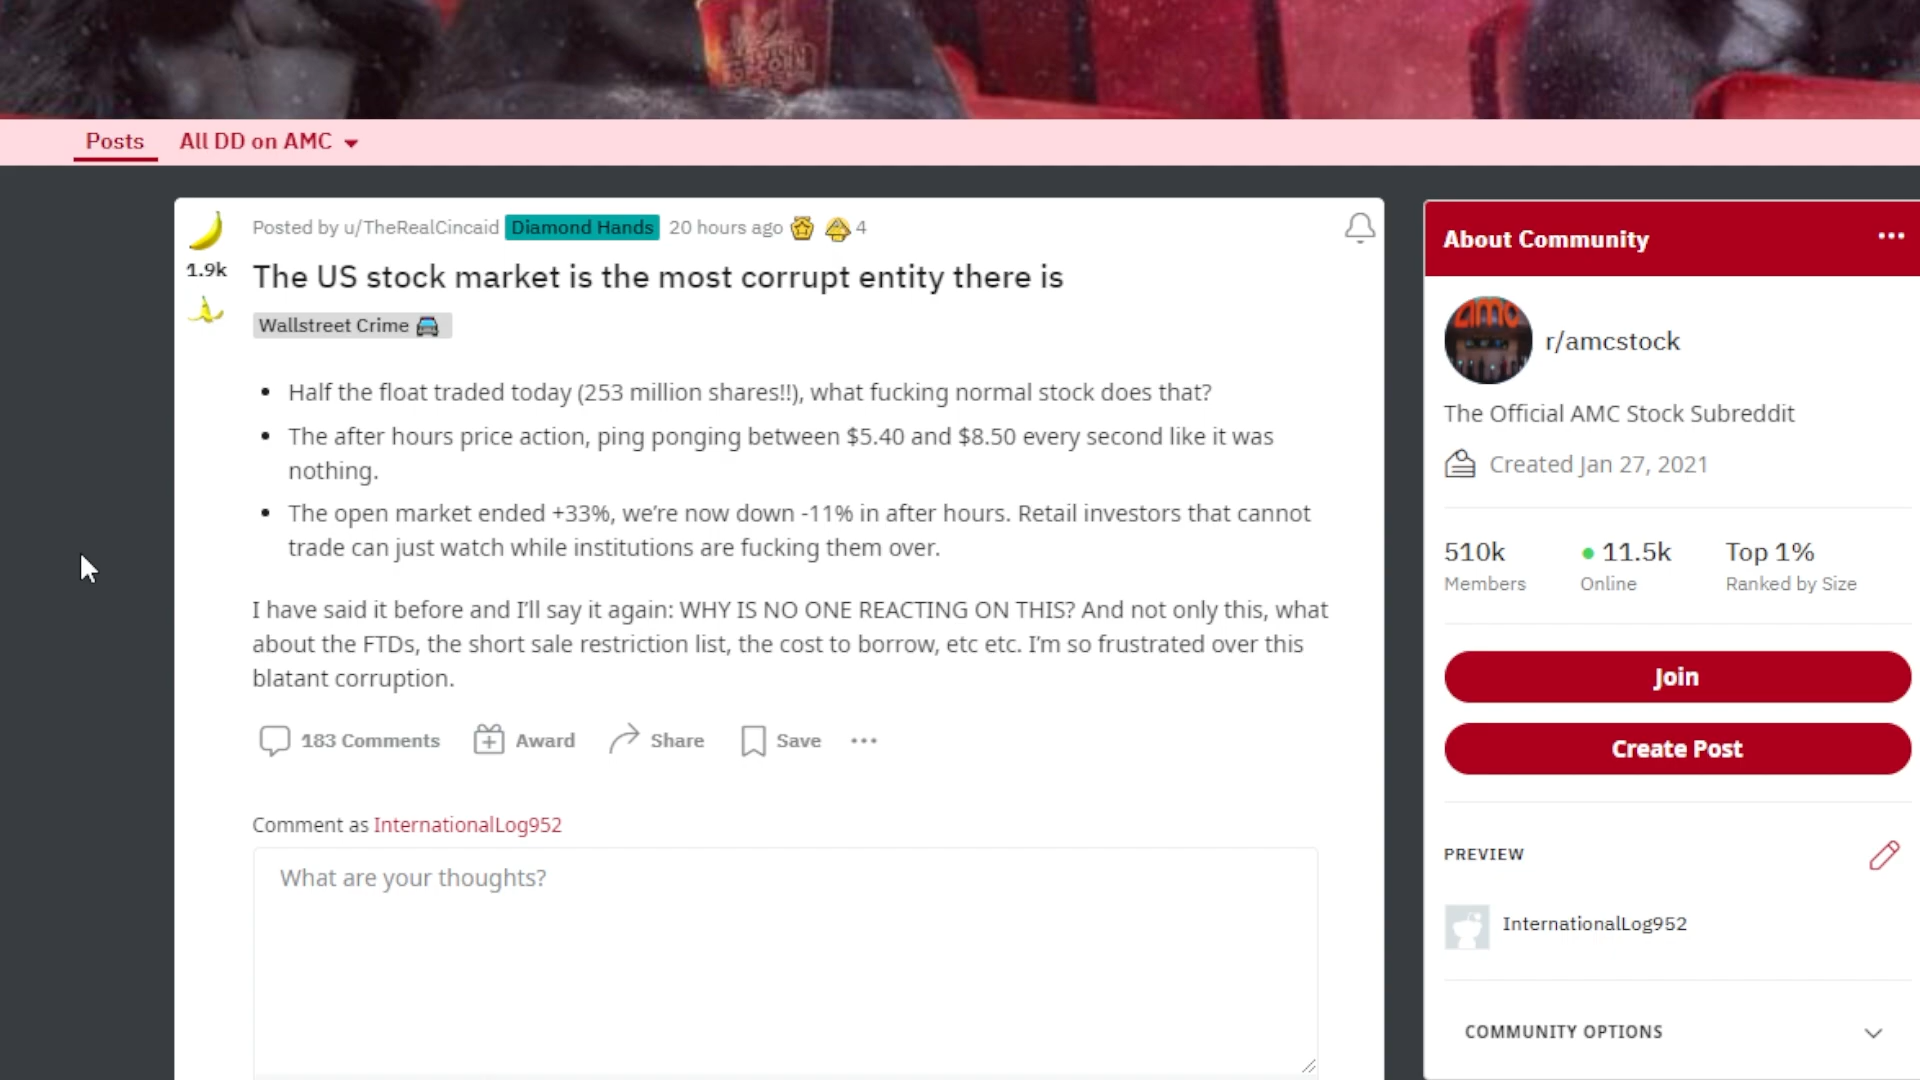 Posts All DD on AMC
Posted by u/TheRealCincaid Diamond Hands 20 hours ago 4
1.9k
The US stock market is the most corrupt entity there is
Wallstreet Crime
• Half the float traded today (253 million shares!!), what fucking normal stock does that?
• The after hours price action, ping ponging between $5.40 and $8.50 every second like it was
nothing.
• The open market ended +33%, we’re now down -11% in after hours. Retail investors that cannot
trade can just watch while institutions are fucking them over.
I have said it before and I’ll say it again: WHY IS NO ONE REACTING ON THIS? And not only this, what
about the FTDs, the short sale restriction list, the cost to borrow, etc etc. I’m so frustrated over this
blatant corruption.
183 Comments Award Share Save
Comment as InternationalLog952
What are your thoughts?
About Community
amc
r/amcstock
The Official AMC Stock Subreddit
Created Jan 27, 2021
510k 11.5k Top 1%
Members Online Ranked by Size
Join
Create Post
PREVIEW
InternationalLog952
COMMUNITY OPTIONS